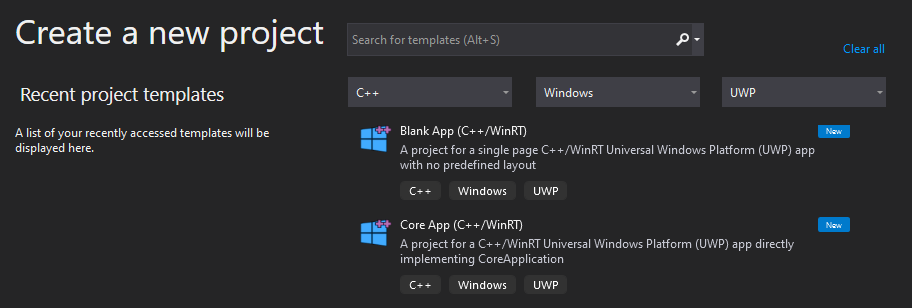 Create a new project
Search for templates (Alt+S)
Clear all
Recent project templates
A list of your recently accessed templates will be
displayed here.
C++
Windows
UWP
Blank App (C++/WinRT)
New
A project for a single page C++/WinRT Universal Windows Platform (UWP) app
with no predefined layout
C++ Windows UWP
Core App (C++/WinRT)
New
A project for a C++/WinRT Universal Windows Platform (UWP) app directly
implementing CoreApplication
C++ Windows UWP